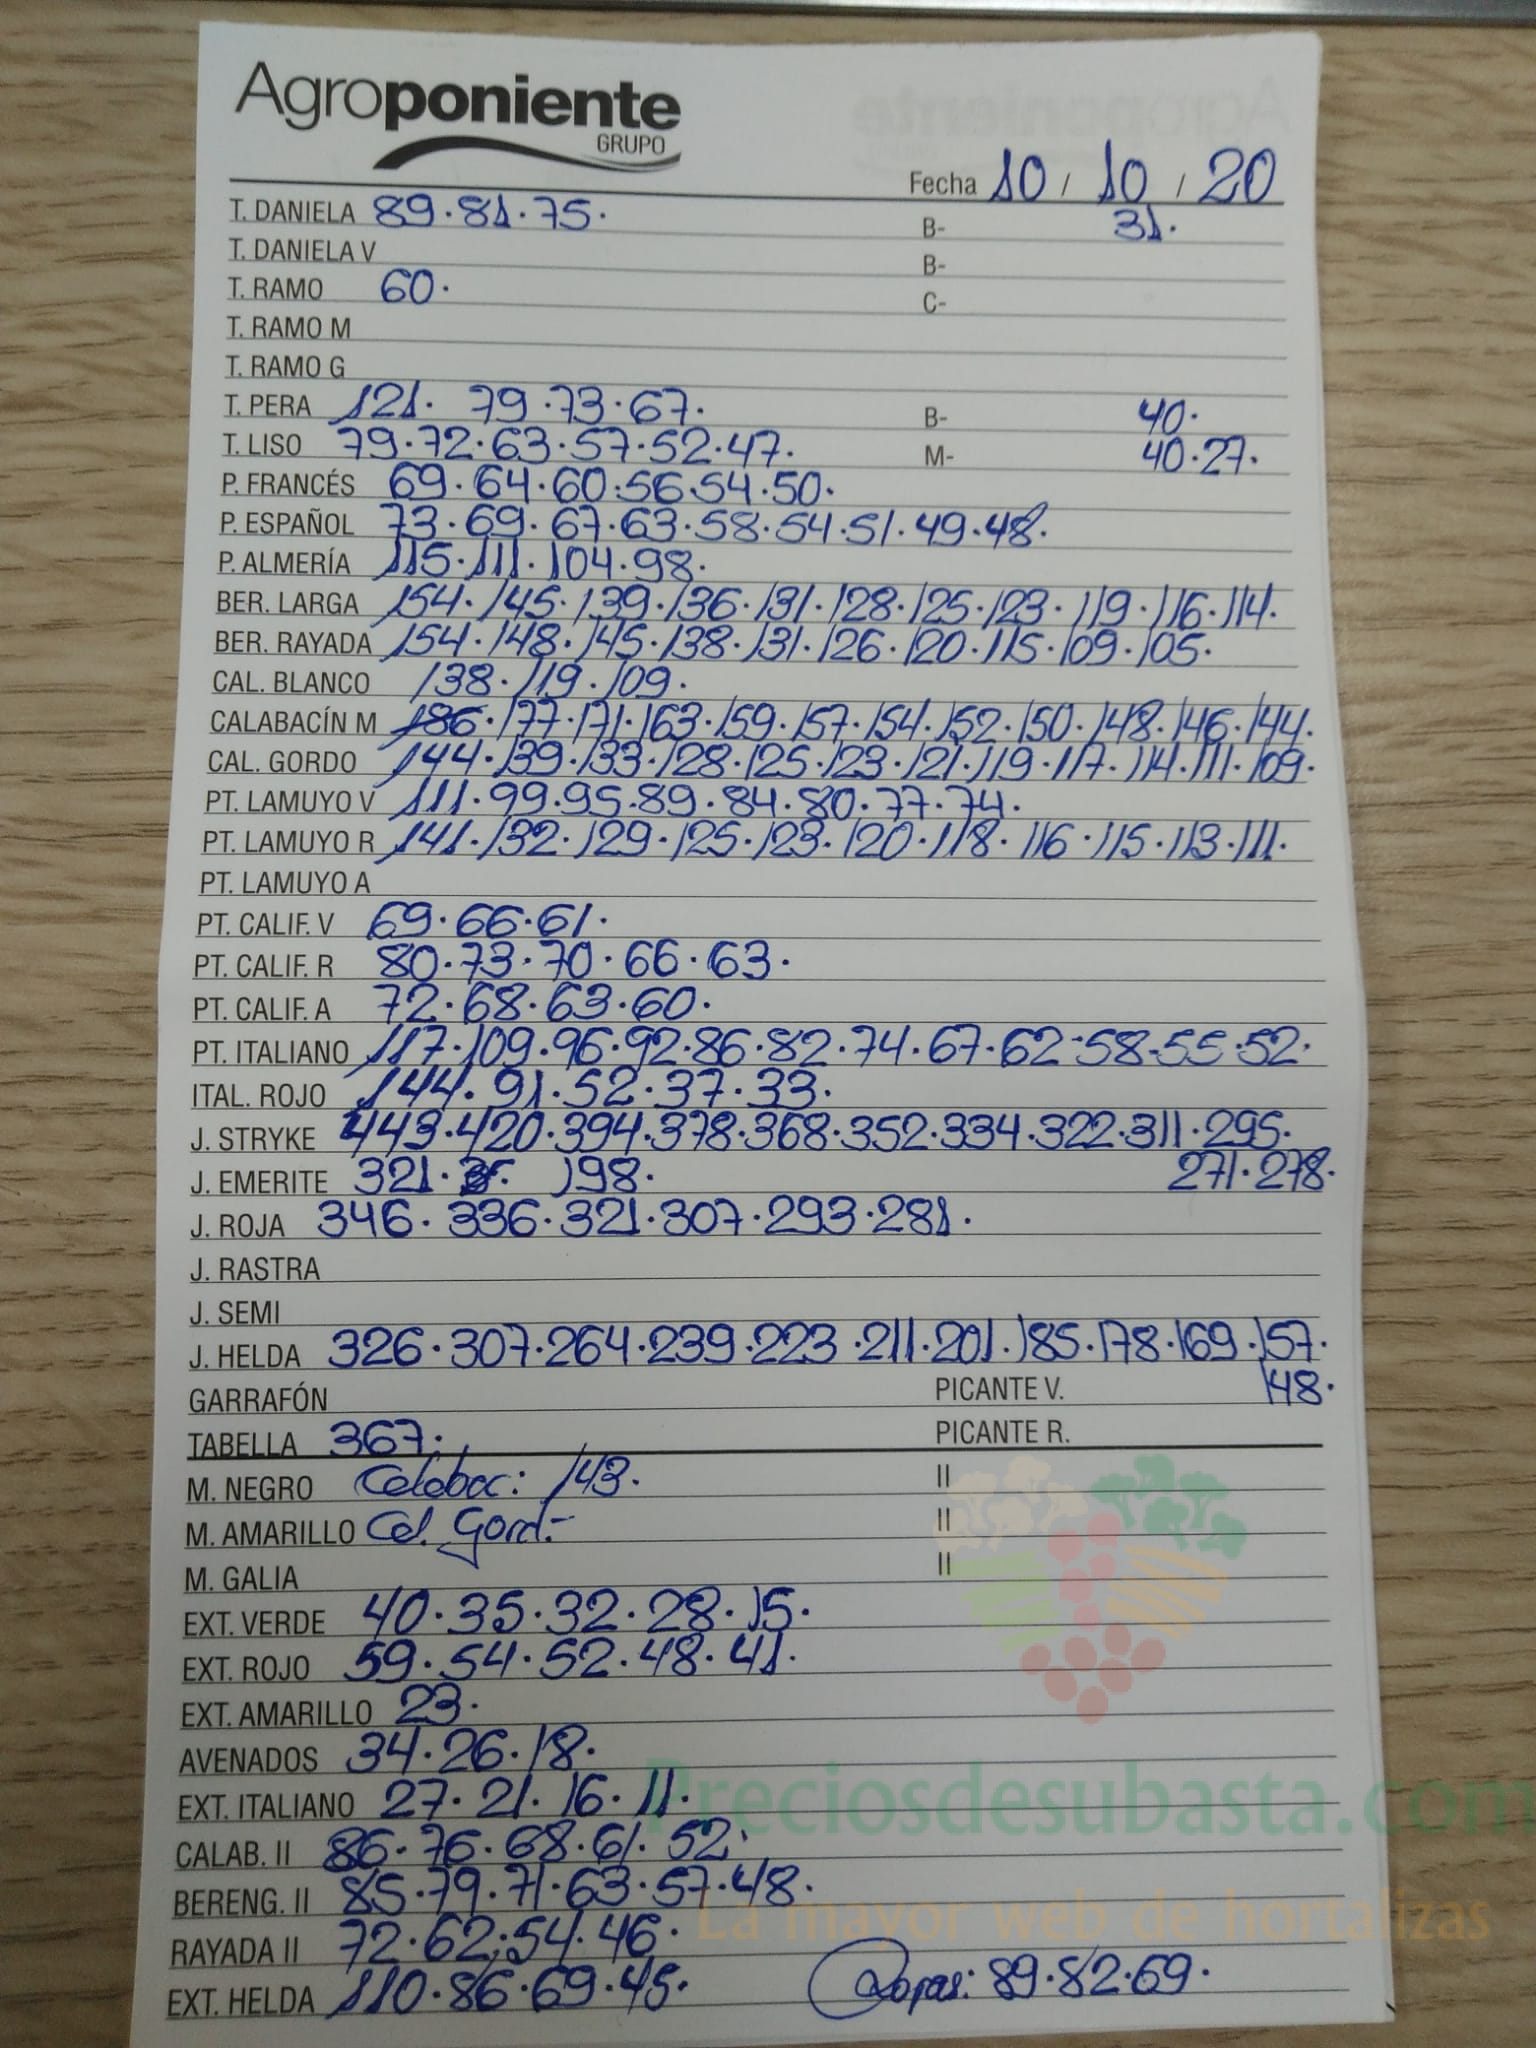 Agroponiente
GRUPO
Fecha 10 / 10 / 20
T. DANIELA 89.81.75. B- 31.
T. DANIELA V B-
T. RAMO 60. C-
T. RAMO M
T. RAMO G
T. PERA 121. 79.73.67. B- 40.
T. LISO 79.72.63.57.52.47. M- 40.27.
P. FRANCÉS 69.64.60.56.54.50.
P. ESPAÑOL 73.69.67.63.58.54.51.49.48.
P. ALMERÍA 115.111.104.98.
BER. LARGA 154.145.139.136.131.128.125.123.119.116.114.
BER. RAYADA 154.148.145.138.131.126.120.115.109.105.
CAL. BLANCO 138.119.109.
CALABACÍN M 186.177.171.163.159.157.154.152.150.148.146.144.
CAL. GORDO 144.139.133.128.125.123.121.119.117.114.111.109.
PT. LAMUYO V 111.99.95.89.84.80.77.74.
PT. LAMUYO R 141.132.129.125.123.120.118.116.115.113.111.
PT. LAMUYO A
PT. CALIF. V 69.66.61.
PT. CALIF. R 80.73.70.66.63.
PT. CALIF. A 72.68.63.60.
PT. ITALIANO 117.109.96.92.86.82.74.67.62.58.55.52.
ITAL. ROJO 144.91.52.37.33.
J. STRYKE 443.420.394.378.368.352.334.322.311.295.
271.278.
J. EMERITE 321. 198.
J. ROJA 346.336.321.307.293.281.
J. RASTRA
J. SEMI
J. HELDA 326.307.264.239.223.211.201.185.178.169.157.
148.
GARRAFÓN PICANTE V.
TABELLA 367. PICANTE R.
M. NEGRO Calabac: 143. II
M. AMARILLO Cal. Gord.- II
M. GALIA II
EXT. VERDE 40.35.32.28.15.
EXT. ROJO 59.54.52.48.41.
EXT. AMARILLO 23.
AVENADOS 34.26.18.
EXT. ITALIANO 27.21.16.11.
Preciosdesubasta.com
CALAB. II 86.76.68.61.52.
BERENG. II 85.79.71.63.57.48.
La mayor web de hortalizas
RAYADA II 72.62.54.46.
EXT. HELDA 110.86.69.45. 89.82.69.